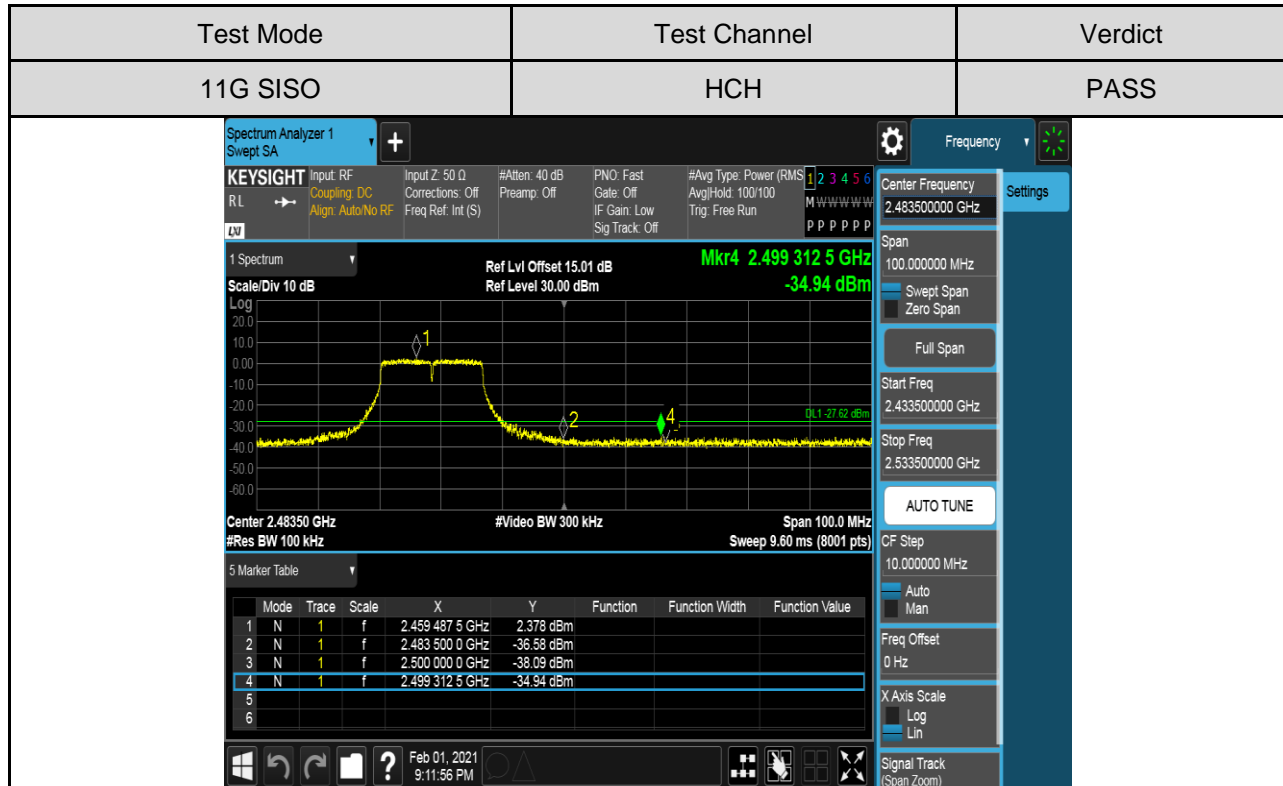 Test Mode Test Channel Verdict
11G SISO HCH PASS
Spectrum Analyzer 1
Swept SA
+
Frequency
KEYSIGHT
RL
LXI
Input: RF
Coupling: DC
Align: Auto/No RF
Input Z: 50 Ω
Corrections: Off
Freq Ref: Int (S)
#Atten: 40 dB
Preamp: Off
PNO: Fast
Gate: Off
IF Gain: Low
Sig Track: Off
#Avg Type: Power (RMS
Avg|Hold: 100/100
Trig: Free Run
1 2 3 4 5 6
M W W W W W
P P P P P P
1 Spectrum
Scale/Div 10 dB
Ref Lvl Offset 15.01 dB
Ref Level 30.00 dBm
Mkr4 2.499 312 5 GHz
-34.94 dBm
Log
20.0
10.0
0.00
-10.0
-20.0
-30.0
-40.0
-50.0
-60.0
1
2
4
DL1 -27.62 dBm
Center 2.48350 GHz #Video BW 300 kHz Span 100.0 MHz
#Res BW 100 kHz Sweep 9.60 ms (8001 pts)
5 Marker Table
Mode Trace Scale X Y Function Function Width Function Value
1 N 1 f 2.459 487 5 GHz 2.378 dBm
2 N 1 f 2.483 500 0 GHz -36.58 dBm
3 N 1 f 2.500 000 0 GHz -38.09 dBm
4 N 1 f 2.499 312 5 GHz -34.94 dBm
5
6
?
Feb 01, 2021
9:11:56 PM
Center Frequency
2.483500000 GHz
Settings
Span
100.000000 MHz
Swept Span
Zero Span
Full Span
Start Freq
2.433500000 GHz
Stop Freq
2.533500000 GHz
AUTO TUNE
CF Step
10.000000 MHz
Auto
Man
Freq Offset
0 Hz
X Axis Scale
Log
Lin
Signal Track
(Span Zoom)